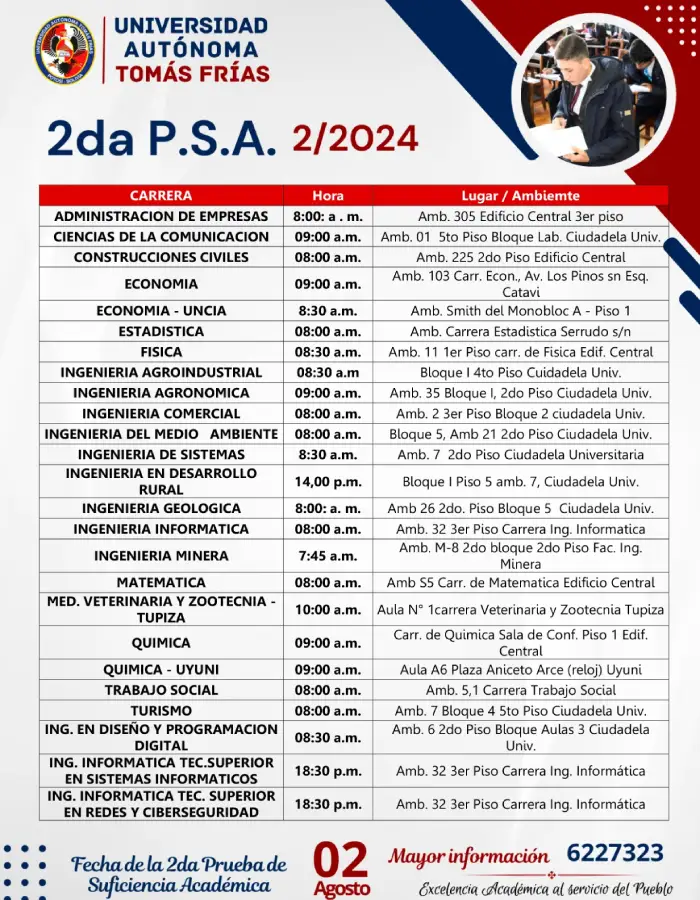 UNIVERSIDAD
AUTÓNOMA
TOMÁS FRÍAS
2da P.S.A. 2/2024
CARRERA Hora Lugar / Ambiemte
ADMINISTRACION DE EMPRESAS 8:00: a . m. Amb. 305 Edificio Central 3er piso
CIENCIAS DE LA COMUNICACION 09:00 a.m. Amb. 01 5to Piso Bloque Lab. Ciudadela Univ.
CONSTRUCCIONES CIVILES 08:00 a.m. Amb. 225 2do Piso Edificio Central
ECONOMIA 09:00 a.m. Amb. 103 Carr. Econ., Av. Los Pinos sn Esq.
Catavi
ECONOMIA - UNCIA 8:30 a.m. Amb. Smith del Monobloc A - Piso 1
ESTADISTICA 08:00 a.m. Amb. Carrera Estadistica Serrudo s/n
FISICA 08:30 a.m. Amb. 11 1er Piso carr. de Fisica Edif. Central
INGENIERIA AGROINDUSTRIAL 08:30 a.m Bloque I 4to Piso Cuidadela Univ.
INGENIERIA AGRONOMICA 09:00 a.m. Amb. 35 Bloque I, 2do Piso Ciudadela Univ.
INGENIERIA COMERCIAL 08:00 a.m. Amb. 2 3er Piso Bloque 2 ciudadela Univ.
INGENIERIA DEL MEDIO AMBIENTE 08:00 a.m. Bloque 5, Amb 21 2do Piso Ciudadela Univ.
INGENIERIA DE SISTEMAS 8:30 a.m. Amb. 7 2do Piso Ciudadela Universitaria
INGENIERIA EN DESARROLLO
RURAL 14,00 p.m. Bloque I Piso 5 amb. 7, Ciudadela Univ.
INGENIERIA GEOLOGICA 8:00: a. m. Amb 26 2do. Piso Bloque 5 Ciudadela Univ.
INGENIERIA INFORMATICA 08:00 a.m. Amb. 32 3er Piso Carrera Ing. Informatica
INGENIERIA MINERA 7:45 a.m. Amb. M-8 2do bloque 2do Piso Fac. Ing.
Minera
MATEMATICA 08:00 a.m. Amb S5 Carr. de Matematica Edificio Central
MED. VETERINARIA Y ZOOTECNIA -
TUPIZA 10:00 a.m. Aula N° 1carrera Veterinaria y Zootecnia Tupiza
QUIMICA 09:00 a.m. Carr. de Quimica Sala de Conf. Piso 1 Edif.
Central
QUIMICA - UYUNI 09:00 a.m. Aula A6 Plaza Aniceto Arce (reloj) Uyuni
TRABAJO SOCIAL 08:00 a.m. Amb. 5,1 Carrera Trabajo Social
TURISMO 08:00 a.m. Amb. 7 Bloque 4 5to Piso Ciudadela Univ.
ING. EN DISEÑO Y PROGRAMACION
DIGITAL 08:30 a.m. Amb. 6 2do Piso Bloque Aulas 3 Ciudadela
Univ.
ING. INFORMATICA TEC.SUPERIOR
EN SISTEMAS INFORMATICOS 18:30 p.m. Amb. 32 3er Piso Carrera Ing. Informática
ING. INFORMATICA TEC. SUPERIOR
EN REDES Y CIBERSEGURIDAD 18:30 p.m. Amb. 32 3er Piso Carrera Ing. Informática
Fecha de la 2da Prueba de
Suficiencia Académica
02
Agosto
Mayor información 6227323
Excelencia Académica al servicio del Pueblo